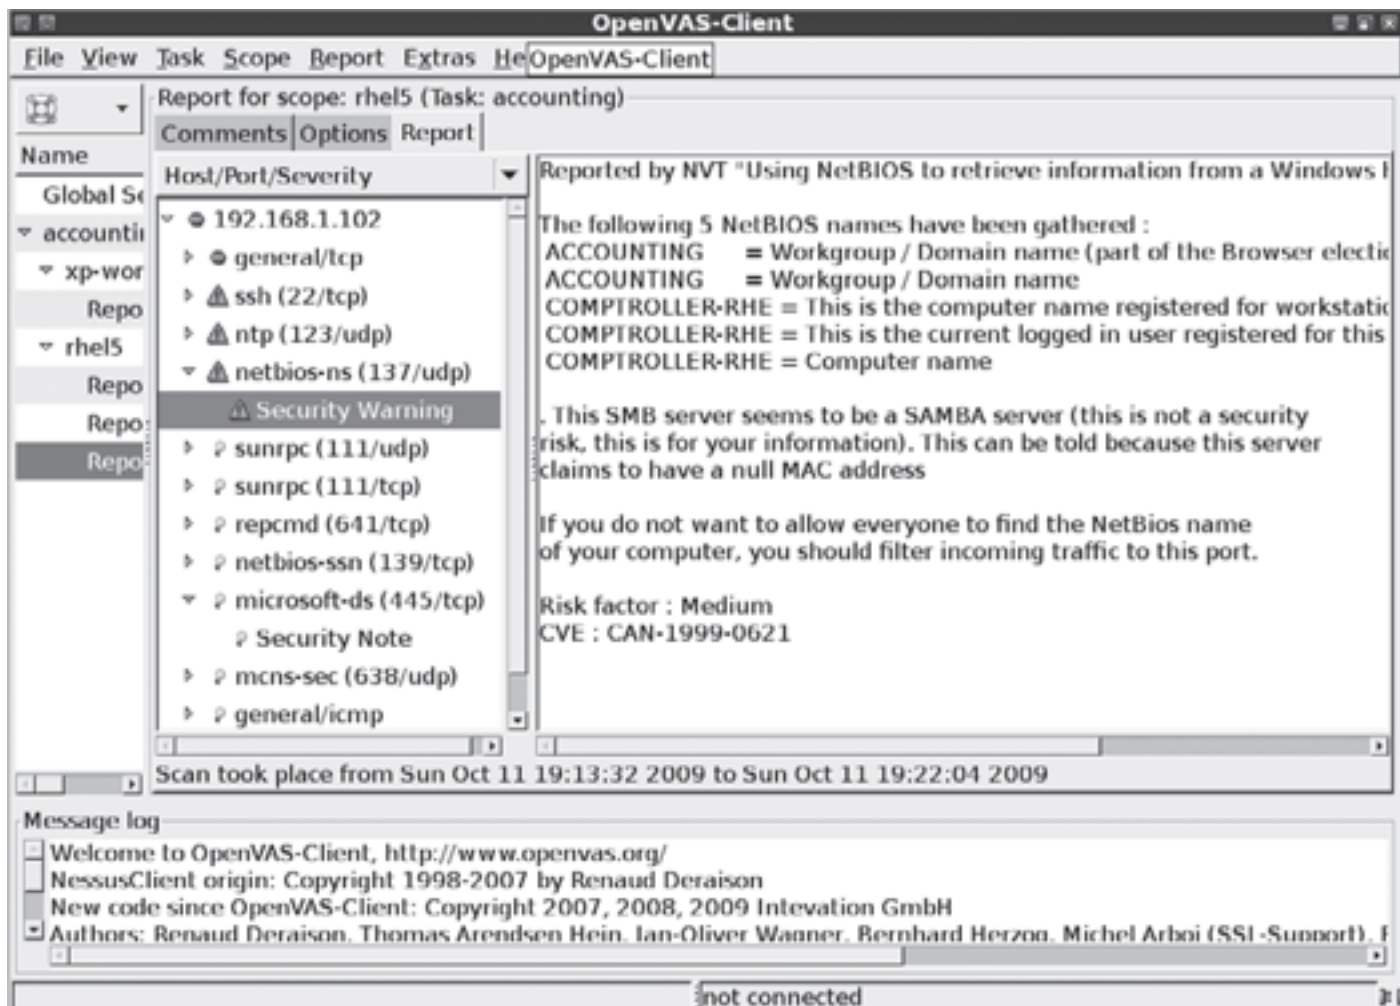 OpenVAS-Client
File View Task Scope Report Extras He OpenVAS-Client
Report for scope: rhel5 (Task: accounting)
Comments Options Report
Name
Global Se
accountin
xp-wor
Repo
rhel5
Repo
Repo
Repo
Host/Port/Severity
192.168.1.102
general/tcp
ssh (22/tcp)
ntp (123/udp)
netbios-ns (137/udp)
Security Warning
sunrpc (111/udp)
sunrpc (111/tcp)
repcmd (641/tcp)
netbios-ssn (139/tcp)
microsoft-ds (445/tcp)
Security Note
mcns-sec (638/udp)
general/icmp
Reported by NVT "Using NetBIOS to retrieve information from a Windows h
The following 5 NetBIOS names have been gathered :
ACCOUNTING = Workgroup / Domain name (part of the Browser electio
ACCOUNTING = Workgroup / Domain name
COMPTROLLER-RHE = This is the computer name registered for workstatio
COMPTROLLER-RHE = This is the current logged in user registered for this
COMPTROLLER-RHE = Computer name
. This SMB server seems to be a SAMBA server (this is not a security
risk, this is for your information). This can be told because this server
claims to have a null MAC address
If you do not want to allow everyone to find the NetBios name
of your computer, you should filter incoming traffic to this port.
Risk factor : Medium
CVE : CAN-1999-0621
Scan took place from Sun Oct 11 19:13:32 2009 to Sun Oct 11 19:22:04 2009
Message log
Welcome to OpenVAS-Client, http://www.openvas.org/
NessusClient origin: Copyright 1998-2007 by Renaud Deraison
New code since OpenVAS-Client: Copyright 2007, 2008, 2009 Intevation GmbH
Authors: Renaud Deraison, Thomas Arendsen Hein, Jan-Oliver Wagner, Bernhard Herzog, Michel Arboi (SSL-Support),
not connected